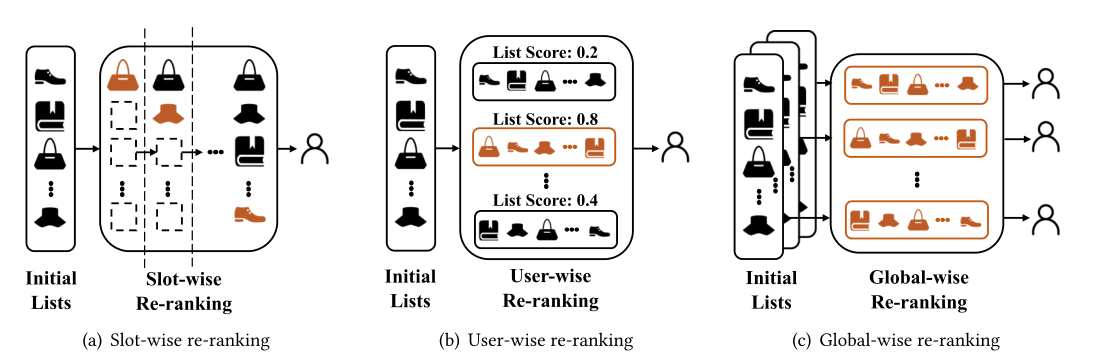 Initial
Lists
Slot-wise
Re-ranking
(a) Slot-wise re-ranking
List Score: 0.2
List Score: 0.8
List Score: 0.4
Initial
Lists
User-wise
Re-ranking
(b) User-wise re-ranking
Initial
Lists
Global-wise
Re-ranking
(c) Global-wise re-ranking